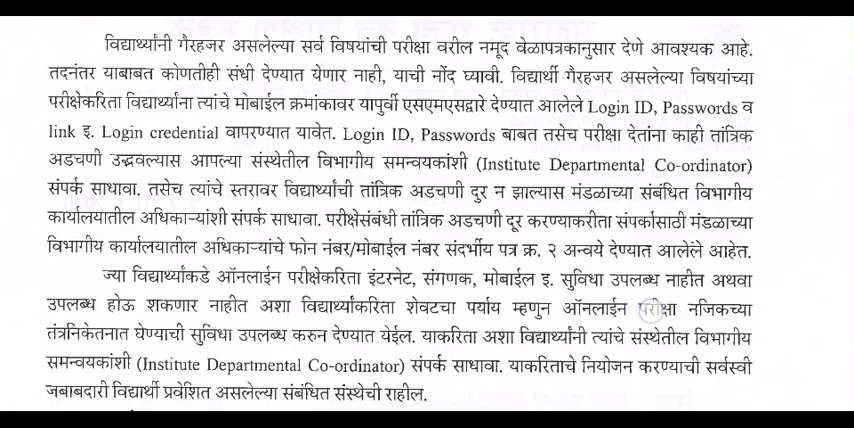 विद्यार्थ्यांनी गैरहजर असलेल्या सर्व विषयांची परीक्षा वरील नमूद वेळापत्रकानुसार देणे आवश्यक आहे.
तदनंतर याबाबत कोणतीही संधी देण्यात येणार नाही, याची नोंद घ्यावी. विद्यार्थी गैरहजर असलेल्या विषयांच्या
परीक्षेकरिता विद्यार्थ्यांना त्यांचे मोबाईल क्रमांकावर यापुर्वी एसएमएसद्वारे देण्यात आलेले Login ID, Passwords व
link इ. Login credential वापरण्यात यावेत. Login ID, Passwords बाबत तसेच परीक्षा देतांना काही तांत्रिक
अडचणी उद्भवल्यास आपल्या संस्थेतील विभागीय समन्वयकांशी (Institute Departmental Co-ordinator)
संपर्क साधावा. तसेच त्यांचे स्तरावर विद्यार्थ्यांची तांत्रिक अडचणी दुर न झाल्यास मंडळाच्या संबंधित विभागीय
कार्यालयातील अधिकाऱ्यांशी संपर्क साधावा. परीक्षेसंबंधी तांत्रिक अडचणी दूर करण्याकरीता संपर्कासाठी मंडळाच्या
विभागीय कार्यालयातील अधिकाऱ्यांचे फोन नंबर/मोबाईल नंबर संदर्भीय पत्र क्र. २ अन्वये देण्यात आलेंले आहेत.
ज्या विद्यार्थ्यांकडे ऑनलाईन परीक्षेकरिता इंटरनेट, संगणक, मोबाईल इ. सुविधा उपलब्ध नाहीत अथवा
उपलब्ध होऊ शकणार नाहीत अशा विद्यार्थ्यांकरिता शेवटचा पर्याय म्हणुन ऑनलाईन परीक्षा नजिकच्या
तंत्रनिकेतनात घेण्याची सुविधा उपलब्ध करुन देण्यात येईल. याकरिता अशा विद्यार्थ्यांनी त्यांचे संस्थेतील विभागीय
समन्वयकांशी (Institute Departmental Co-ordinator) संपर्क साधावा. याकरिताचे नियोजन करण्याची सर्वस्वी
जबाबदारी विद्यार्थी प्रवेशित असलेल्या संबंधित संस्थेची राहील.